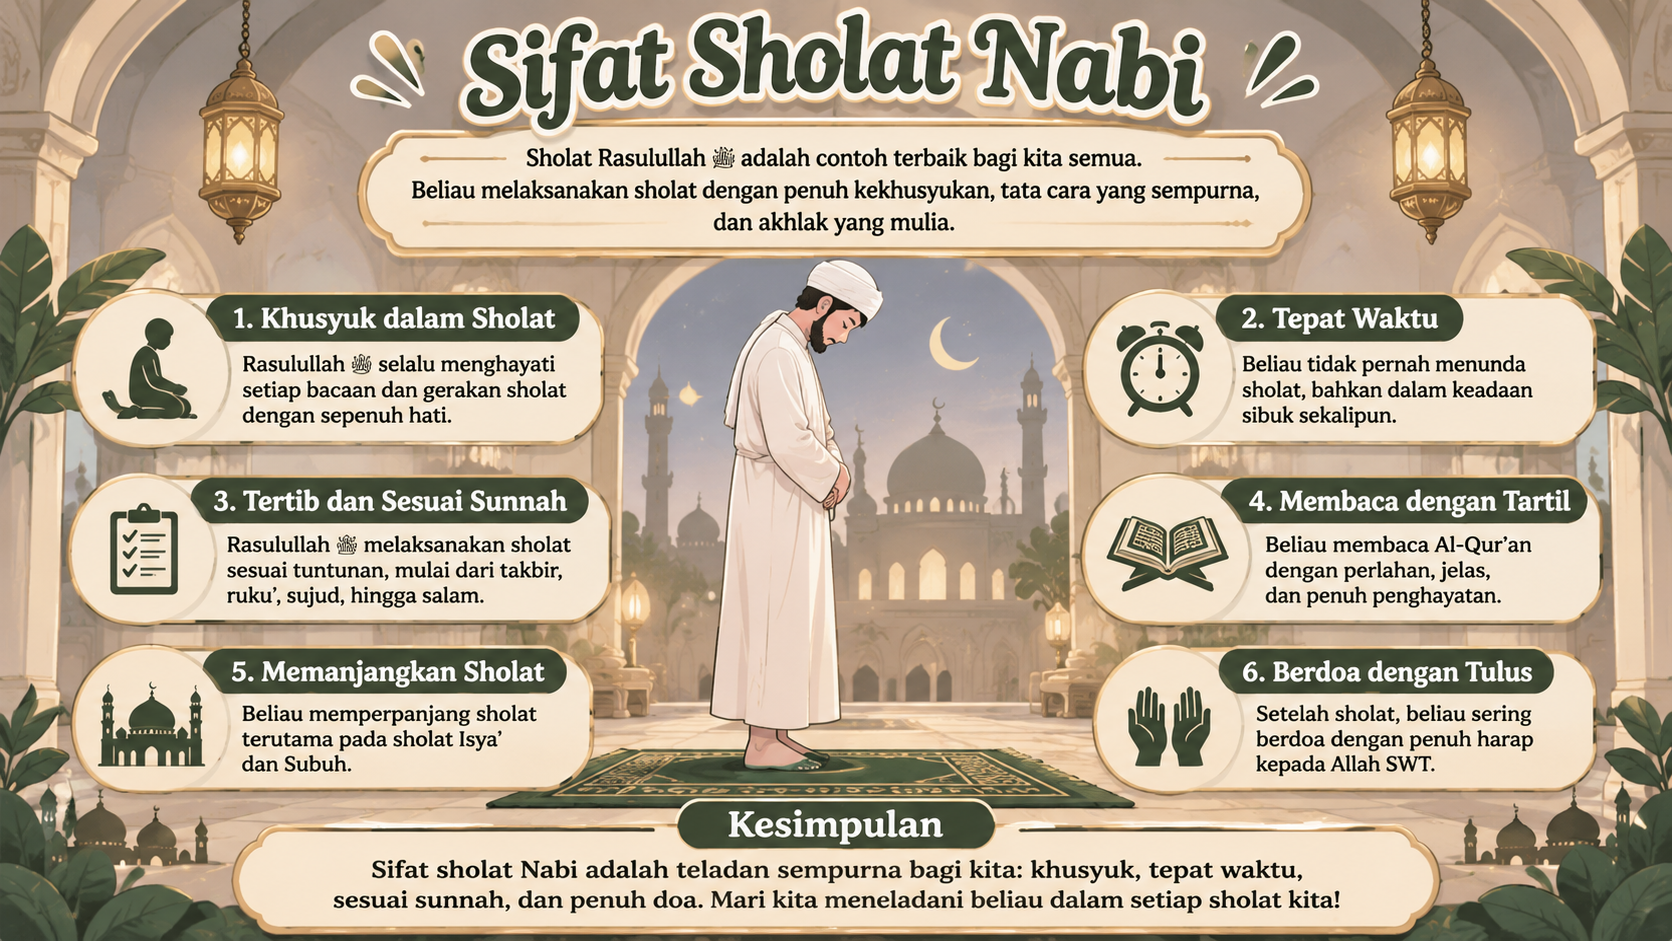 Sifat Sholat Nabi
Sholat Rasulullah ﷺ adalah contoh terbaik bagi kita semua.
Beliau melaksanakan sholat dengan penuh kekhusyukan, tata cara yang sempurna,
dan akhlak yang mulia.
1. Khusyuk dalam Sholat
Rasulullah ﷺ selalu menghayati
setiap bacaan dan gerakan sholat
dengan sepenuh hati.
2. Tepat Waktu
Beliau tidak pernah menunda
sholat, bahkan dalam keadaan
sibuk sekalipun.
3. Tertib dan Sesuai Sunnah
Rasulullah ﷺ melaksanakan sholat
sesuai tuntunan, mulai dari takbir,
ruku’, sujud, hingga salam.
4. Membaca dengan Tartil
Beliau membaca Al-Qur’an
dengan perlahan, jelas,
dan penuh penghayatan.
5. Memanjangkan Sholat
Beliau memperpanjang sholat
terutama pada sholat Isya’
dan Subuh.
6. Berdoa dengan Tulus
Setelah sholat, beliau sering
berdoa dengan penuh harap
kepada Allah SWT.
Kesimpulan
Sifat sholat Nabi adalah teladan sempurna bagi kita: khusyuk, tepat waktu,
sesuai sunnah, dan penuh doa. Mari kita meneladani beliau dalam setiap sholat kita!